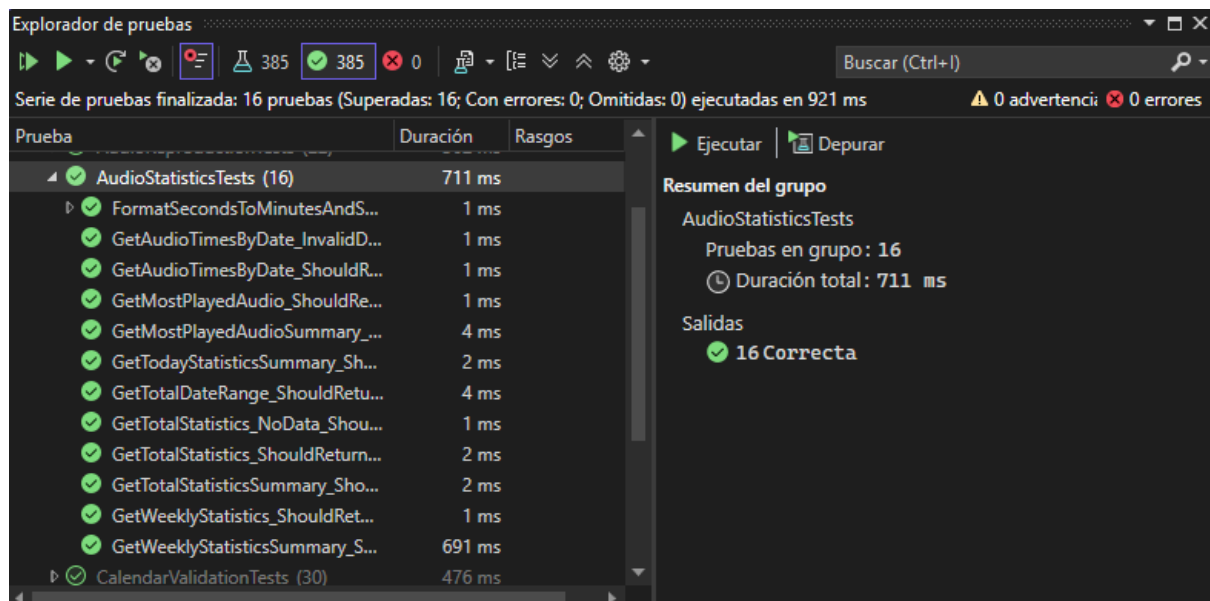 Explorador de pruebas
385 385 0 Buscar (Ctrl+I)
Serie de pruebas finalizada: 16 pruebas (Superadas: 16; Con errores: 0; Omitidas: 0) ejecutadas en 921 ms 0 advertencia 0 errores
Prueba Duración Rasgos
Ejecutar Depurar
AudioStatisticsTests (16) 711 ms
FormatSecondsToMinutesAndS... 1 ms
GetAudioTimesByDate_InvalidD... 1 ms
GetAudioTimesByDate_ShouldR... 1 ms
GetMostPlayedAudio_ShouldRe... 1 ms
GetMostPlayedAudioSummary_... 4 ms
GetTodayStatisticsSummary_Sh... 2 ms
GetTotalDateRange_ShouldRetu... 4 ms
GetTotalStatistics_NoData_Shou... 1 ms
GetTotalStatistics_ShouldReturn... 2 ms
GetTotalStatisticsSummary_Sho... 2 ms
GetWeeklyStatistics_ShouldRet... 1 ms
GetWeeklyStatisticsSummary_S... 691 ms
CalendarValidationTests (30) 476 ms
Resumen del grupo
AudioStatisticsTests
Pruebas en grupo: 16
Duración total: 711 ms
Salidas
16 Correcta